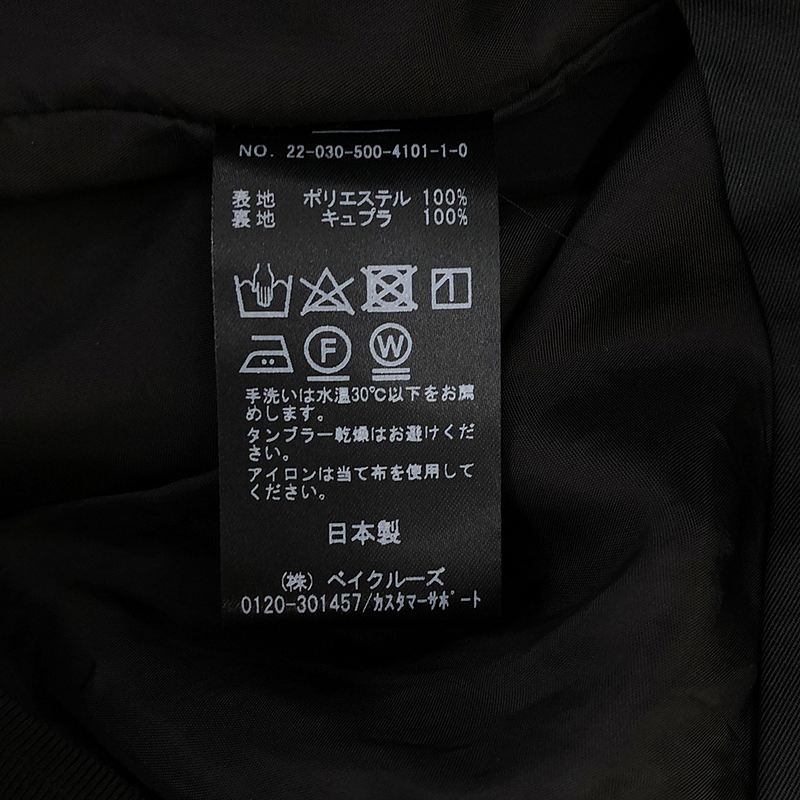 NO. 22-030-500-4101-1-0
表地 ポリエステル 100%
裏地 キュプラ 100%
F W
手洗いは水温30℃以下をお薦
めします。
タンブラー乾燥はお避けくだ
さい。
アイロンは当て布を使用して
ください。
日本製
(株) ベイクルーズ
0120-301457/カスタマーサポート